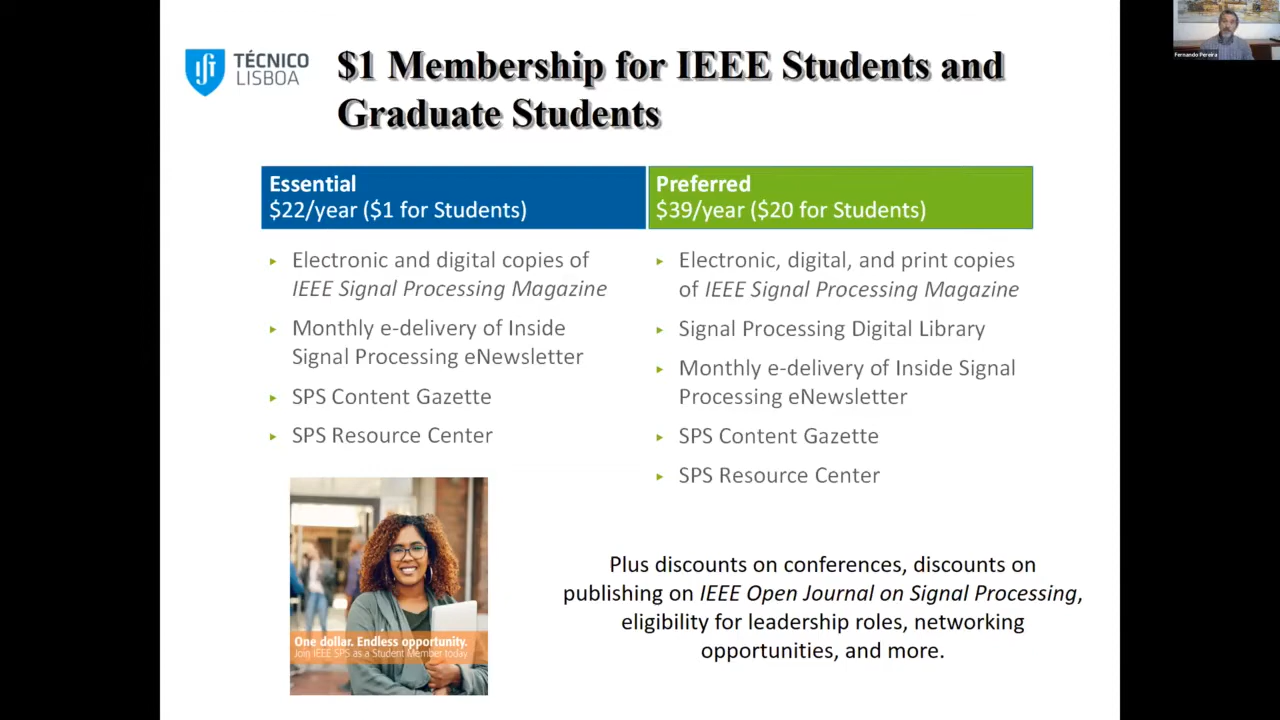 TÉCNICO
LISBOA
$1 Membership for IEEE Students and
Graduate Students
Essential
$22/year ($1 for Students)
Electronic and digital copies of
IEEE Signal Processing Magazine
Monthly e-delivery of Inside
Signal Processing eNewsletter
SPS Content Gazette
SPS Resource Center
Preferred
$39/year ($20 for Students)
Electronic, digital, and print copies
of IEEE Signal Processing Magazine
Signal Processing Digital Library
Monthly e-delivery of Inside Signal
Processing eNewsletter
SPS Content Gazette
SPS Resource Center
One dollar. Endless opportunity.
Join IEEE SPS as a Student Member today
Plus discounts on conferences, discounts on
publishing on IEEE Open Journal on Signal Processing,
eligibility for leadership roles, networking
opportunities, and more.
Fernando Pereira